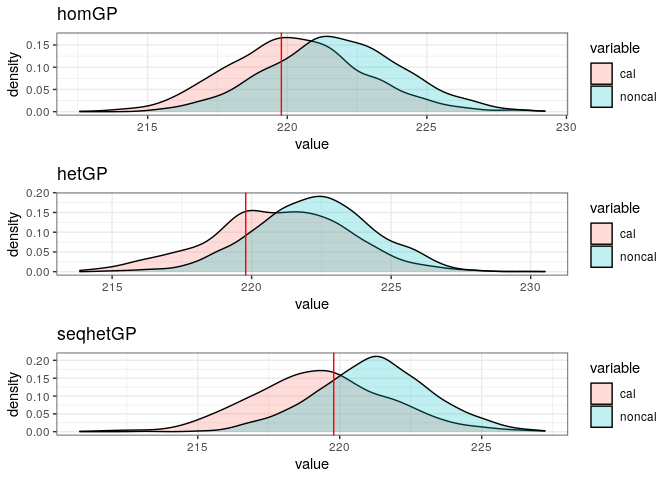 homGP
density
0.15
0.10
0.05
0.00
215 220 225 230
value
variable
cal
noncal
hetGP
density
0.20
0.15
0.10
0.05
0.00
215 220 225 230
value
variable
cal
noncal
seqhetGP
density
0.20
0.15
0.10
0.05
0.00
215 220 225
value
variable
cal
noncal